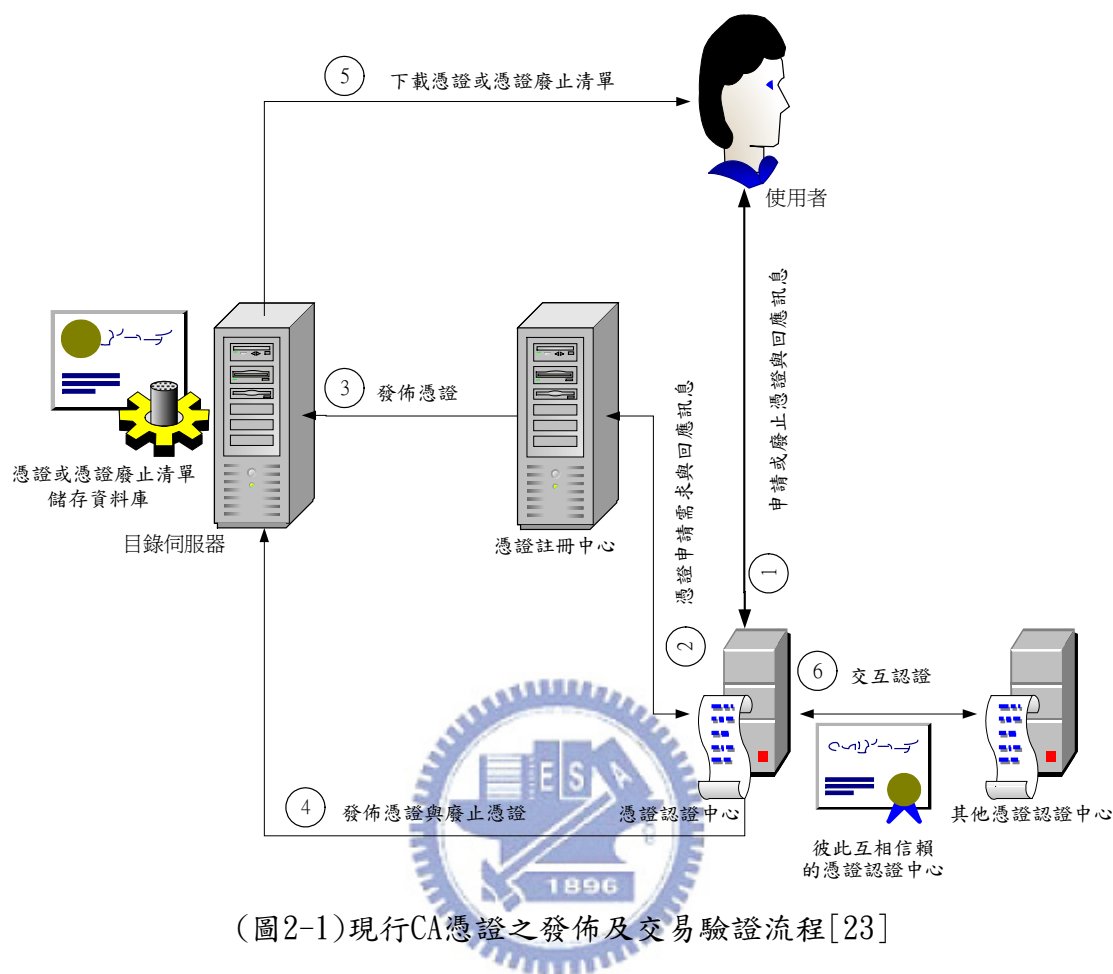 5 下載憑證或憑證廢止清單
使用者
申請或廢止憑證與回應訊息
1
3 發佈憑證
憑證或憑證廢止清單
儲存資料庫
目錄伺服器
憑證註冊中心
憑證申請需求與回應訊息
2
6 交互認證
4 發佈憑證與廢止憑證
憑證認證中心
其他憑證認證中心
彼此互相信賴
的憑證認證中心
E S A
1896
(圖2-1)現行CA憑證之發佈及交易驗證流程[23]